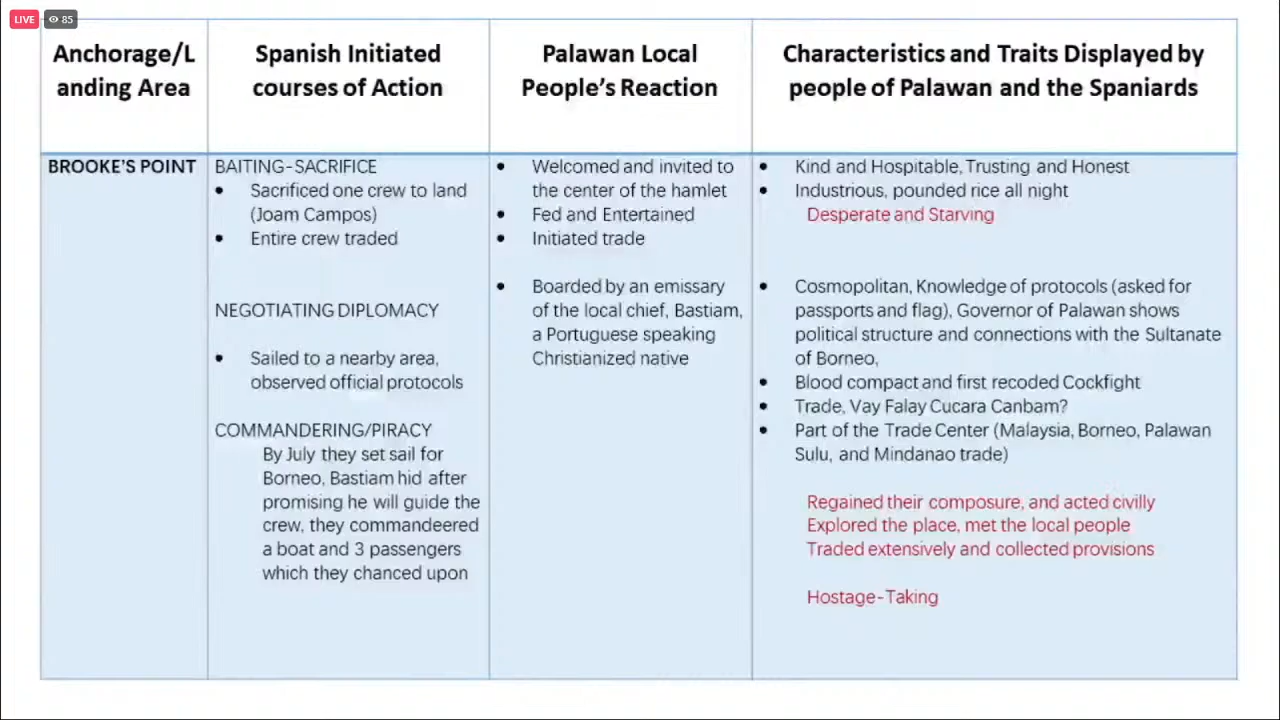 LIVE
85
Anchorage/L
anding Area
Spanish Initiated
courses of Action
Palawan Local
People's Reaction
Characteristics and Traits Displayed by
people of Palawan and the Spaniards
BROOKE'S POINT
BAITING-SACRIFICE
• Sacrificed one crew to land
(Joam Campos)
• Entire crew traded
NEGOTIATING DIPLOMACY
• Sailed to a nearby area,
observed official protocols
COMMANDERING/PIRACY
By July they set sail for
Borneo, Bastiam hid after
promising he will guide the
crew, they commandeered
a boat and 3 passengers
which they chanced upon
• Welcomed and invited to
the center of the hamlet
• Fed and Entertained
• Initiated trade
• Boarded by an emissary
of the local chief, Bastiam,
a Portuguese speaking
Christianized native
• Kind and Hospitable, Trusting and Honest
• Industrious, pounded rice all night
Desperate and Starving
• Cosmopolitan, Knowledge of protocols (asked for
passports and flag), Governor of Palawan shows
political structure and connections with the Sultanate
of Borneo,
• Blood compact and first recoded Cockfight
• Trade, Vay Falay Cucara Canbam?
• Part of the Trade Center (Malaysia, Borneo, Palawan
Sulu, and Mindanao trade)
Regained their composure, and acted civilly
Explored the place, met the local people
Traded extensively and collected provisions
Hostage-Taking